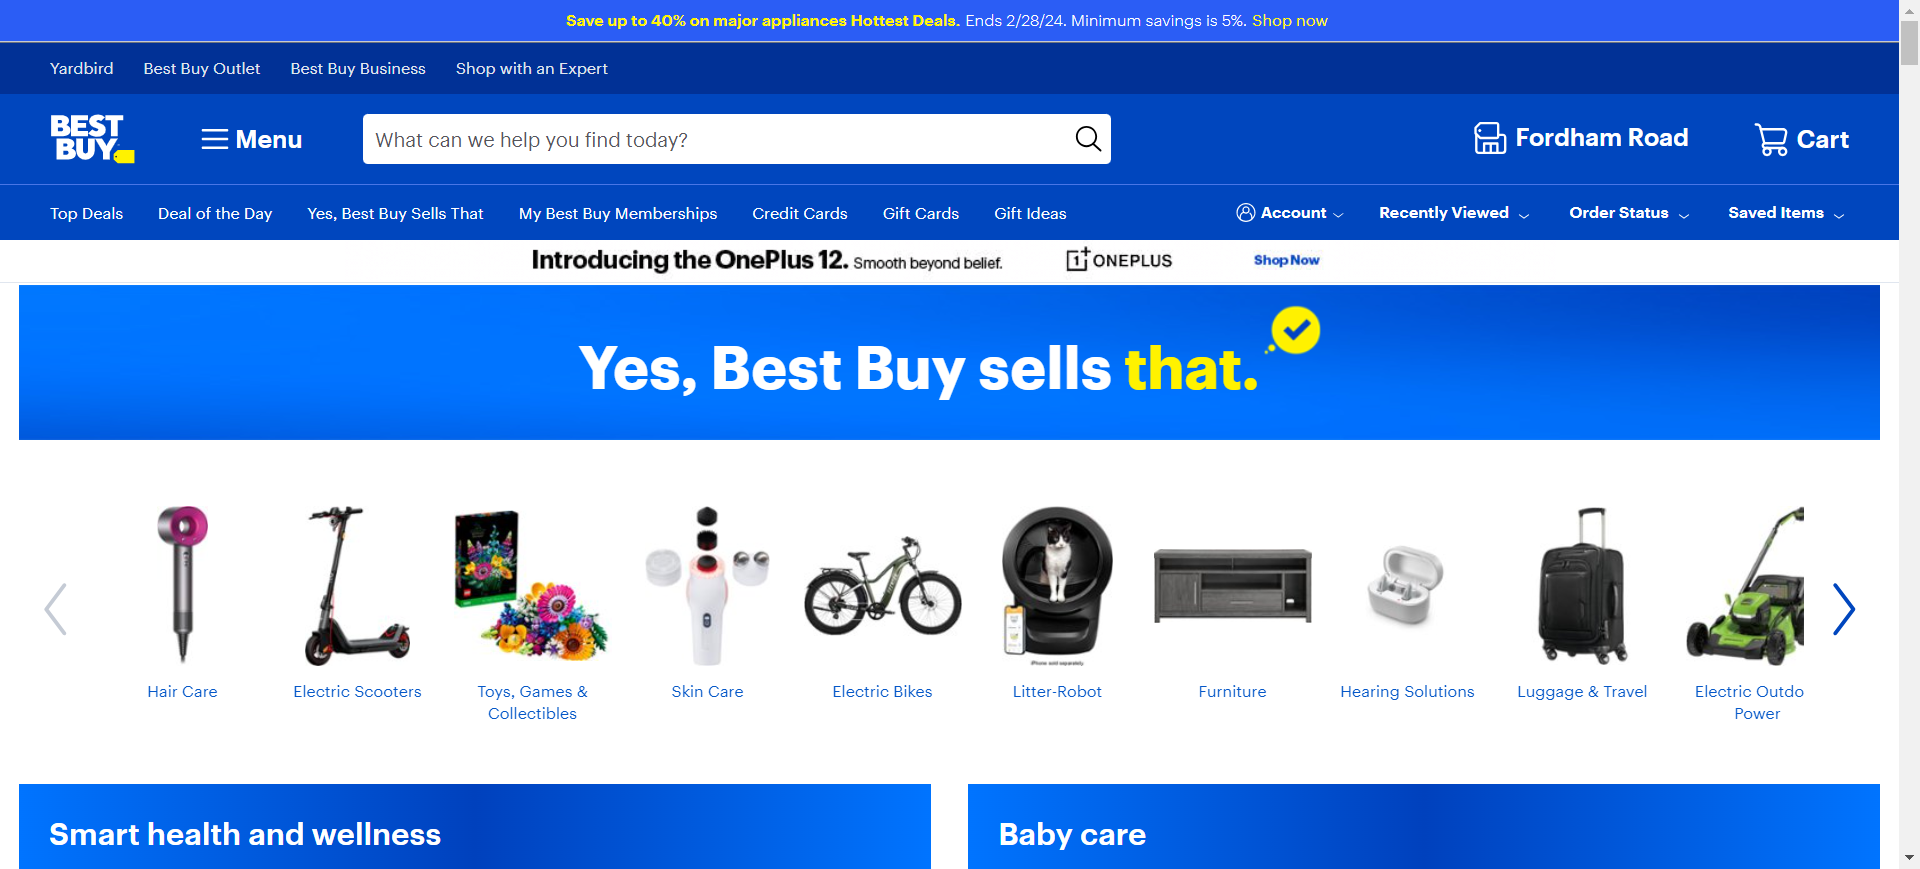 Save up to 40% on major appliances Hottest Deals. Ends 2/28/24. Minimum savings is 5%. Shop now
Yardbird Best Buy Outlet Best Buy Business Shop with an Expert
BEST
BUY
Menu
What can we help you find today?
Fordham Road
Cart
Top Deals Deal of the Day Yes, Best Buy Sells That My Best Buy Memberships Credit Cards Gift Cards Gift Ideas Account Recently Viewed Order Status Saved Items
Introducing the OnePlus 12. Smooth beyond belief. ONEPLUS Shop Now
Yes, Best Buy sells that.
iPhone sold separately
Hair Care
Electric Scooters
Toys, Games &
Collectibles
Skin Care
Electric Bikes
Litter-Robot
Furniture
Hearing Solutions
Luggage & Travel
Electric Outdo
Power
Smart health and wellness
Baby care